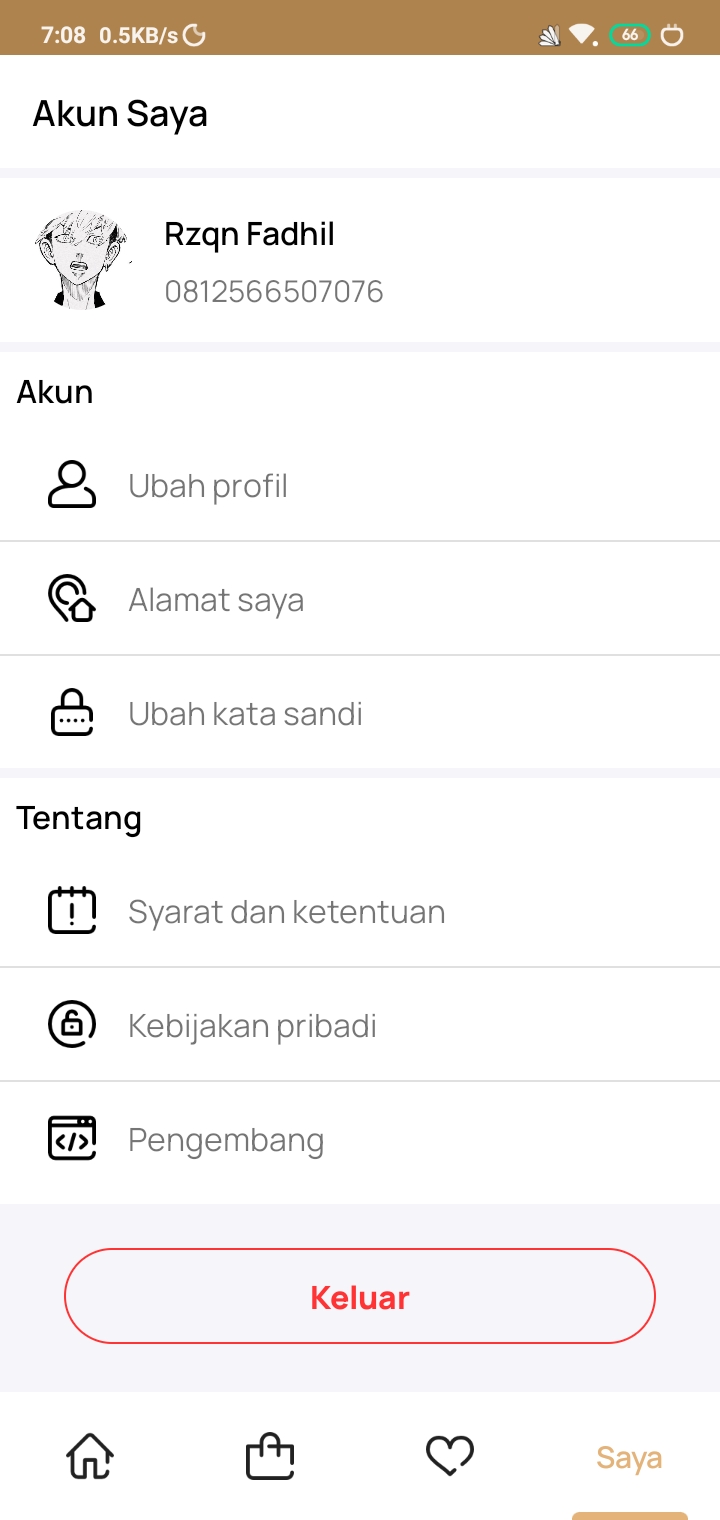 7:08 0.5KB/s 66
Akun Saya
Rzqn Fadhil
0812566507076
Akun
Ubah profil
Alamat saya
Ubah kata sandi
Tentang
Syarat dan ketentuan
Kebijakan pribadi
Pengembang
Keluar
Saya